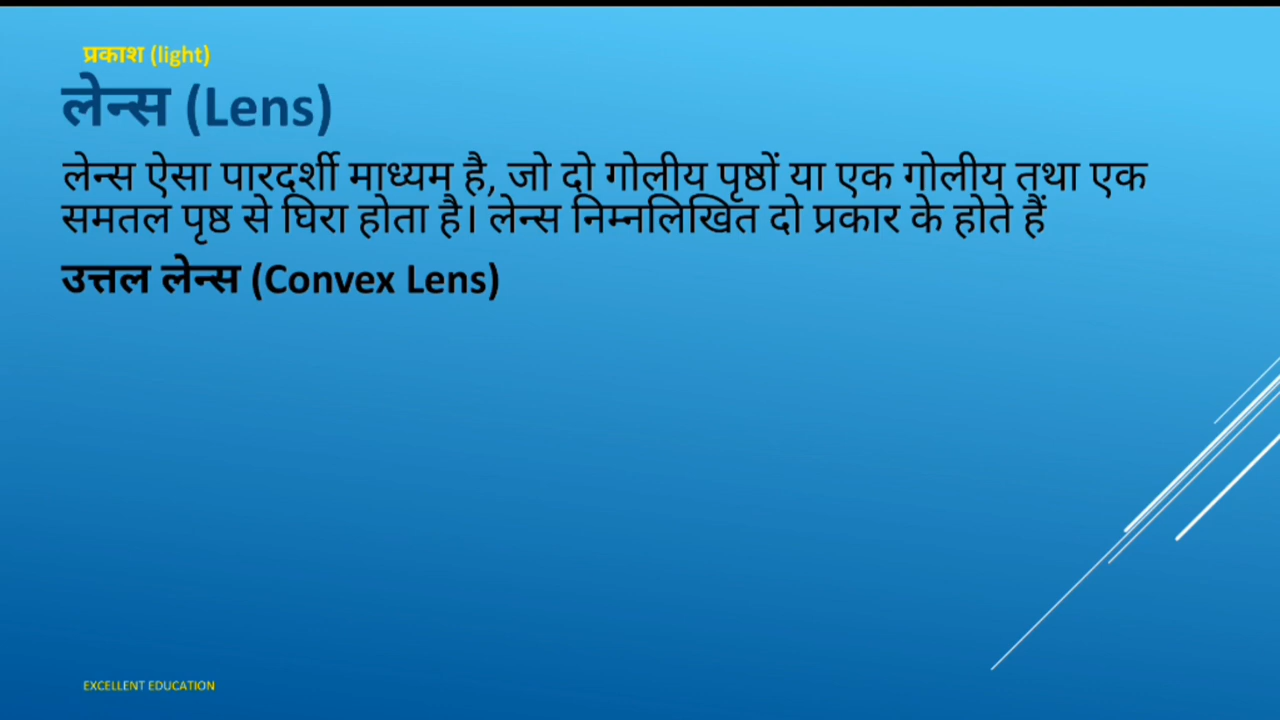 प्रकाश (light)
लेन्स (Lens)
लेन्स ऐसा पारदर्शी माध्यम है, जो दो गोलीय पृष्ठों या एक गोलीय तथा एक
समतल पृष्ठ से घिरा होता है। लेन्स निम्नलिखित दो प्रकार के होते हैं
उत्तल लेन्स (Convex Lens)
EXCELLENT EDUCATION